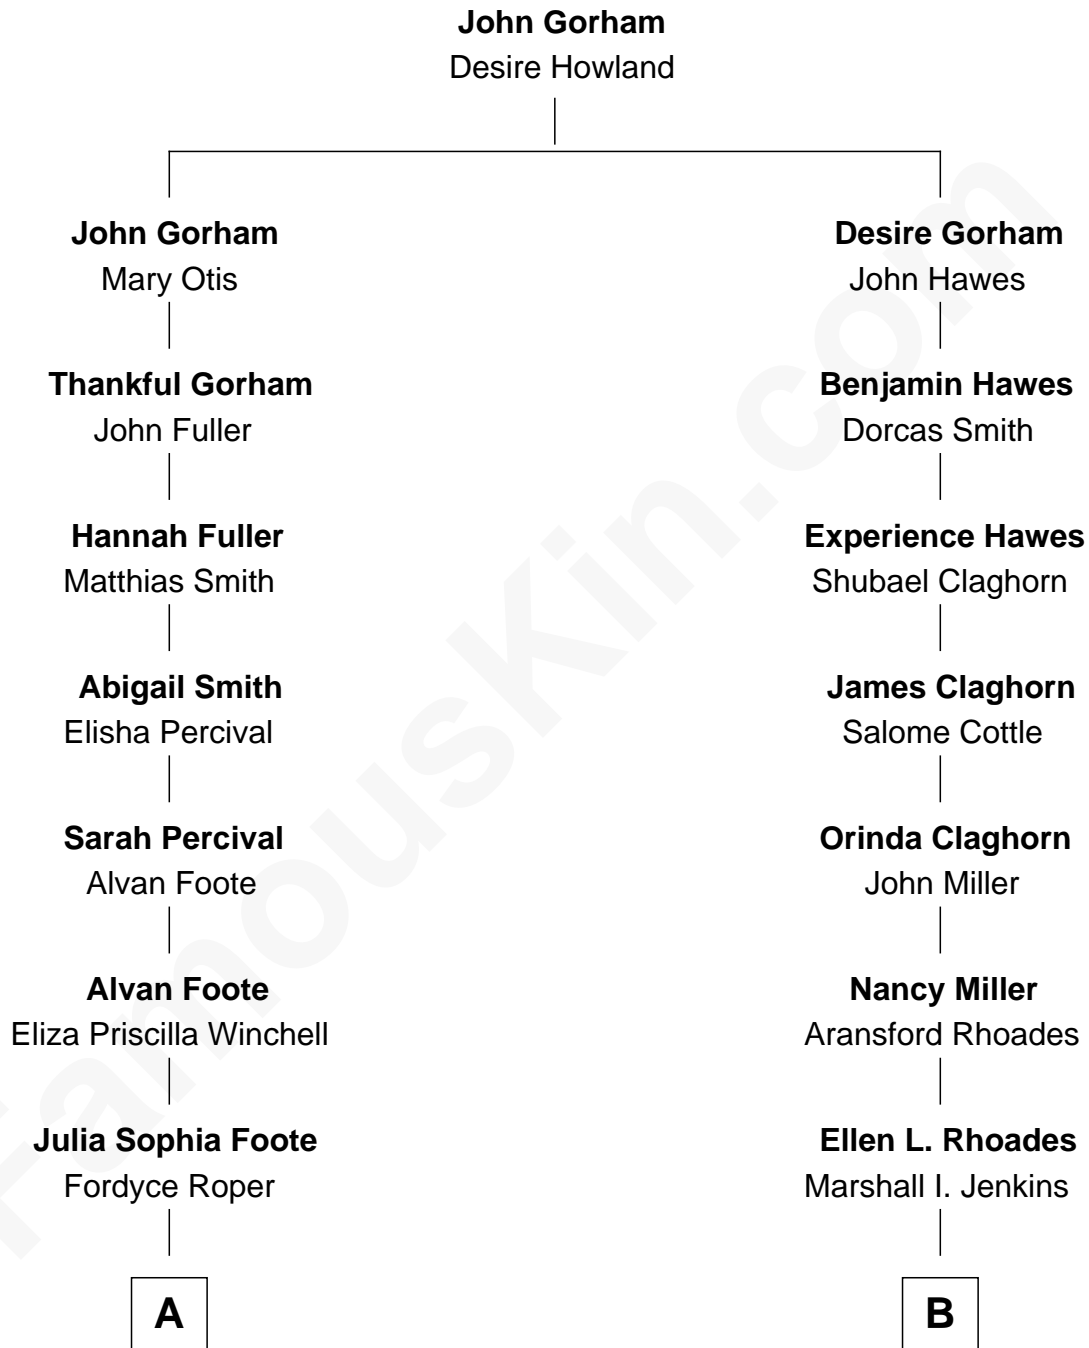 John Gorham
Desire Howland
John Gorham
Mary Otis
Desire Gorham
John Hawes
Thankful Gorham
John Fuller
Benjamin Hawes
Dorcas Smith
Hannah Fuller
Matthias Smith
Experience Hawes
Shubael Claghorn
Abigail Smith
Elisha Percival
James Claghorn
Salome Cottle
Sarah Percival
Alvan Foote
Orinda Claghorn
John Miller
Alvan Foote
Eliza Priscilla Winchell
Nancy Miller
Aransford Rhoades
Julia Sophia Foote
Fordyce Roper
Ellen L. Rhoades
Marshall I. Jenkins
A
B
FamousKin.com